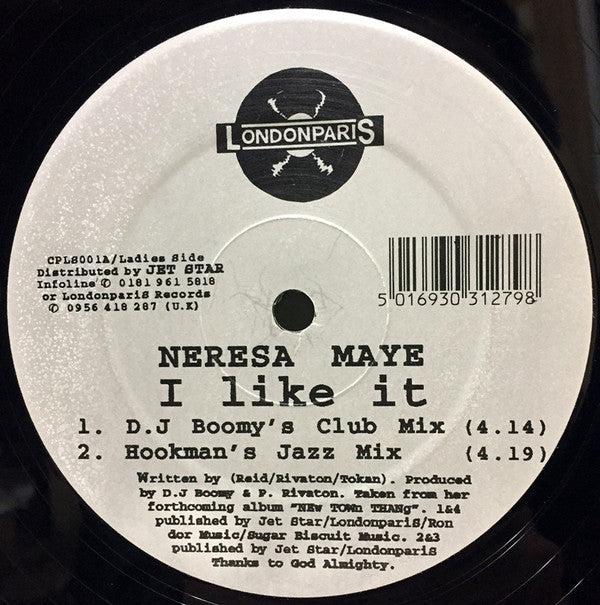 LONDONPARIS
CPLS001A/Ladies Side
Distributed by JET STAR
Infoline ✆ 0181 961 5818
or LondonpariS Records
✆ 0956 418 287 (U.K)
5 016930 312798
NERESA MAYE
I like it
1. D.J Boomy's Club Mix (4.14)
2. Hookman's Jazz Mix (4.19)
Written by (Reid/Rivaton/Tokan). Produced
by D.J Boomy & P. Rivaton. Taken from her
forthcoming album "NEW TOWn THANg". 1&4
published by Jet Star/LondonpariS/Ron
dor Music/Sugar Biscuit Music. 2&3
published by Jet Star/LondonpariS
Thanks to God Almighty.